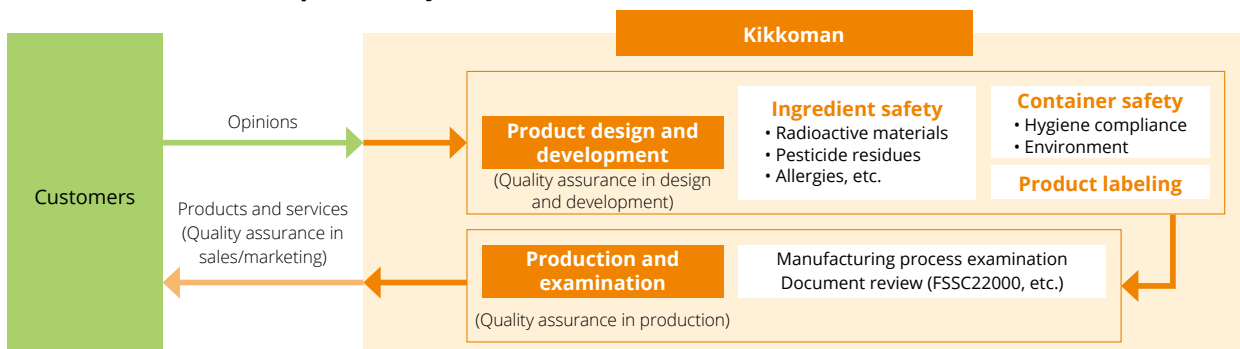 Kikkoman
Customers
Opinions
Products and services
(Quality assurance in
sales/marketing)
Product design and
development
(Quality assurance in design
and development)
Ingredient safety
• Radioactive materials
• Pesticide residues
• Allergies, etc.
Container safety
• Hygiene compliance
• Environment
Product labeling
Production and
examination
(Quality assurance in production)
Manufacturing process examination
Document review (FSSC22000, etc.)